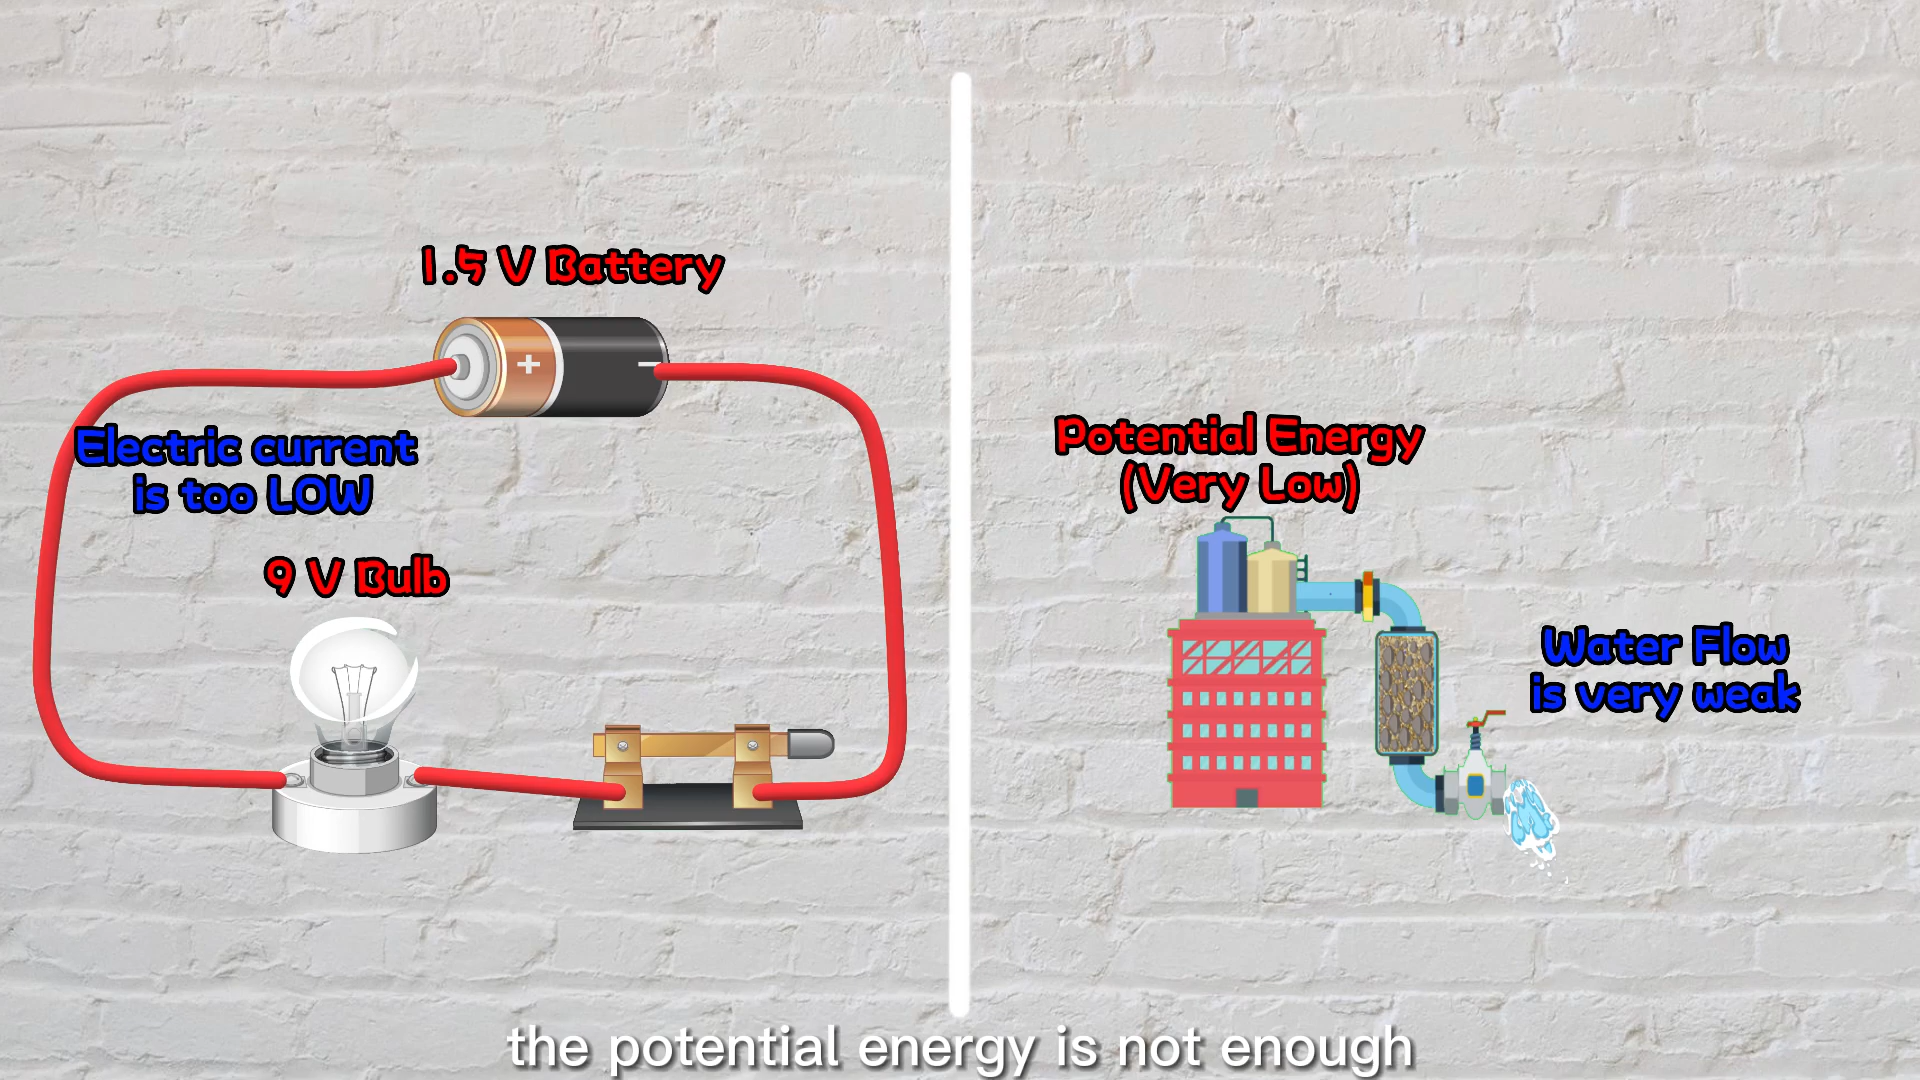 1.5 V Battery
+
–
Electric current
is too LOW
9 V Bulb
Potential Energy
(Very Low)
Water Flow
is very weak
the potential energy is not enough